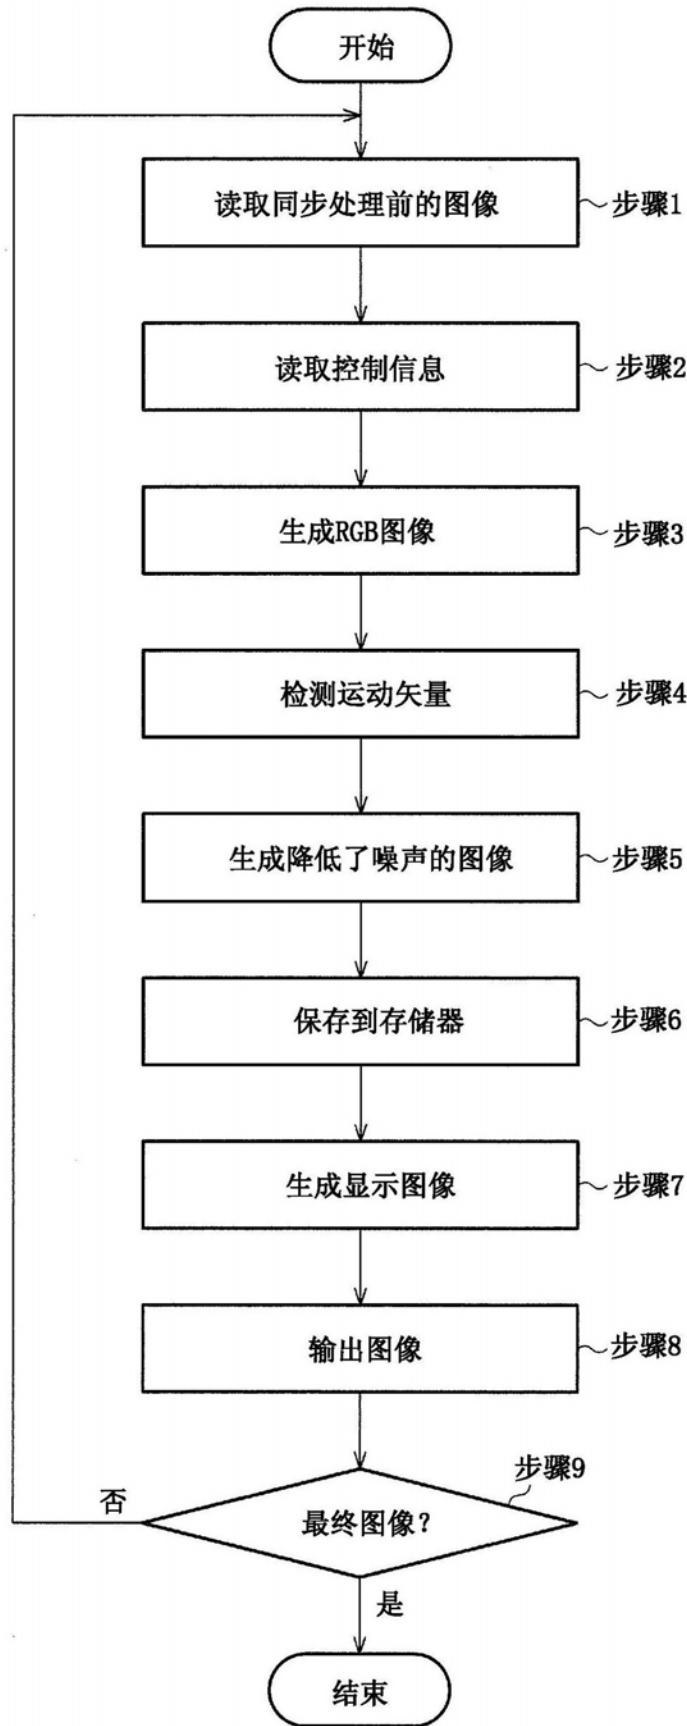 开始
读取同步处理前的图像
步骤1
读取控制信息
步骤2
生成RGB图像
步骤3
检测运动矢量
步骤4
生成降低了噪声的图像
步骤5
保存到存储器
步骤6
生成显示图像
步骤7
输出图像
步骤8
步骤9
否
最终图像?
是
结束